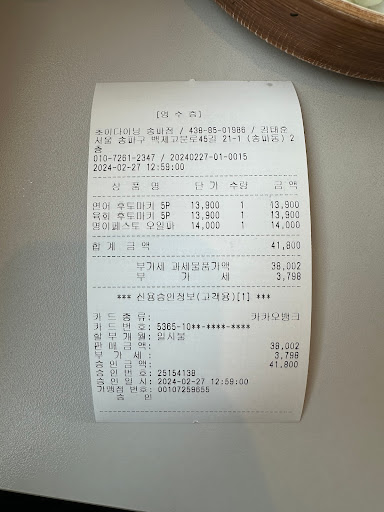 [영 수 증]
초이다이닝 송파점 / 438-85-01986 / 김태훈
서울 송파구 백제고분로45길 21-1 (송파동) 2
층
010-7261-2347 / 20240227-01-0015
2024-02-27 12:59:00
상 품 명 단 가 수량 금 액
연어 후토마키 5P 13,900 1 13,900
육회 후토마키 5P 13,900 1 13,900
명이페스토 오일파 14,000 1 14,000
합 계 금 액 41,800
부가세 과세물품가액 38,002
부 가 세 3,798
*** 신용승인정보(고객용)[1] ***
카 드 종 류: 카카오뱅크
카 드 번 호: 5365-10**-****-****
할 부 개 월: 일시불
판 매 금 액: 38,002
부 가 세 : 3,798
승 인 금 액: 41,800
승 인 번 호: 25154139
승 인 일 시: 2024-02-27 12:59:00
가맹점 번호: 00107259655
승 인